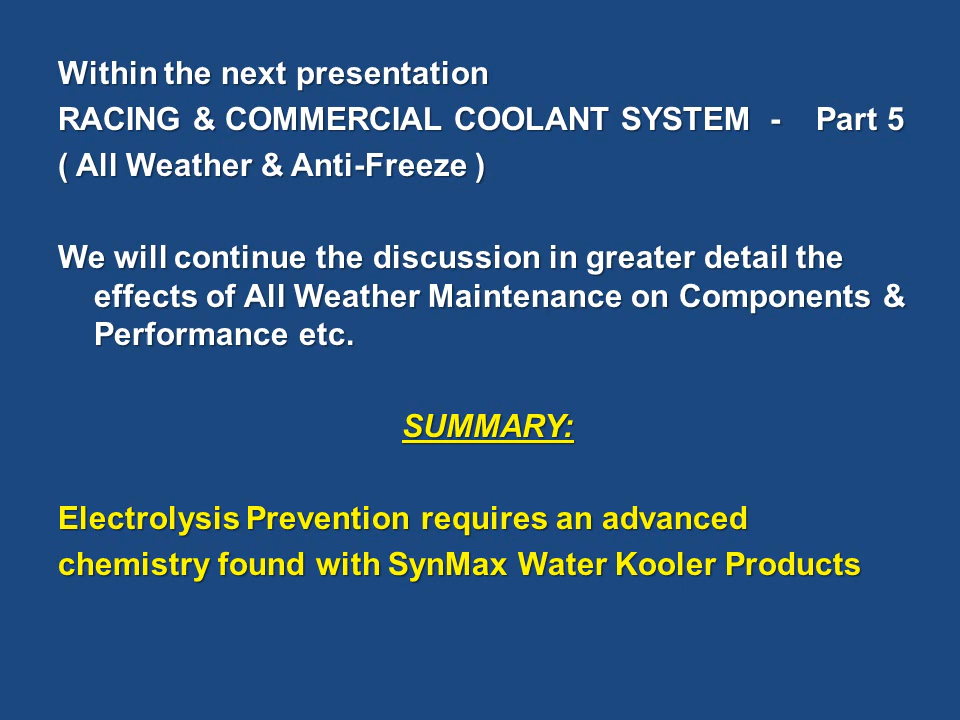 Within the next presentation
RACING & COMMERCIAL COOLANT SYSTEM - Part 5
( All Weather & Anti-Freeze )
We will continue the discussion in greater detail the
effects of All Weather Maintenance on Components &
Performance etc.
SUMMARY:
Electrolysis Prevention requires an advanced
chemistry found with SynMax Water Kooler Products